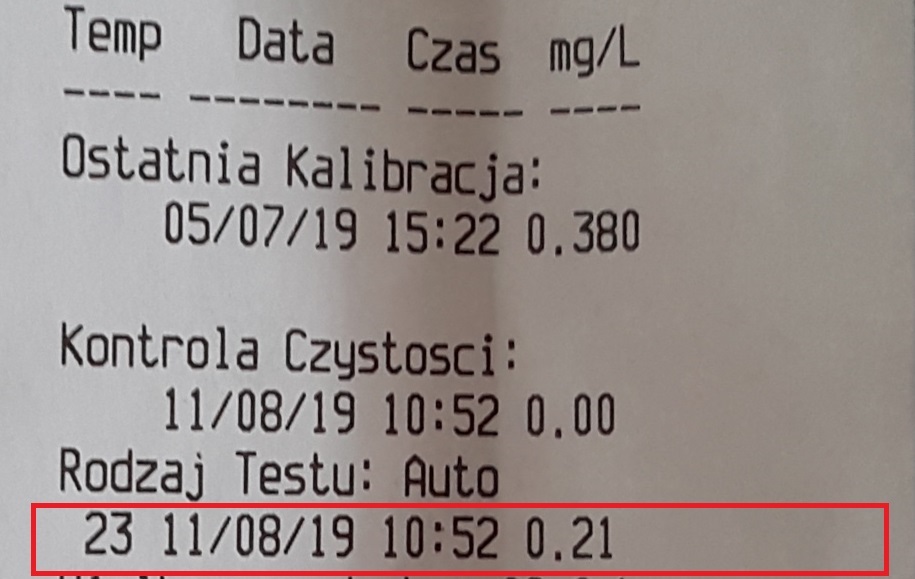 Temp Data Czas mg/L
---- -------- ----- ----
Ostatnia Kalibracja:
05/07/19 15:22 0.380
Kontrola Czystosci:
11/08/19 10:52 0.00
Rodzaj Testu: Auto
23 11/08/19 10:52 0.21